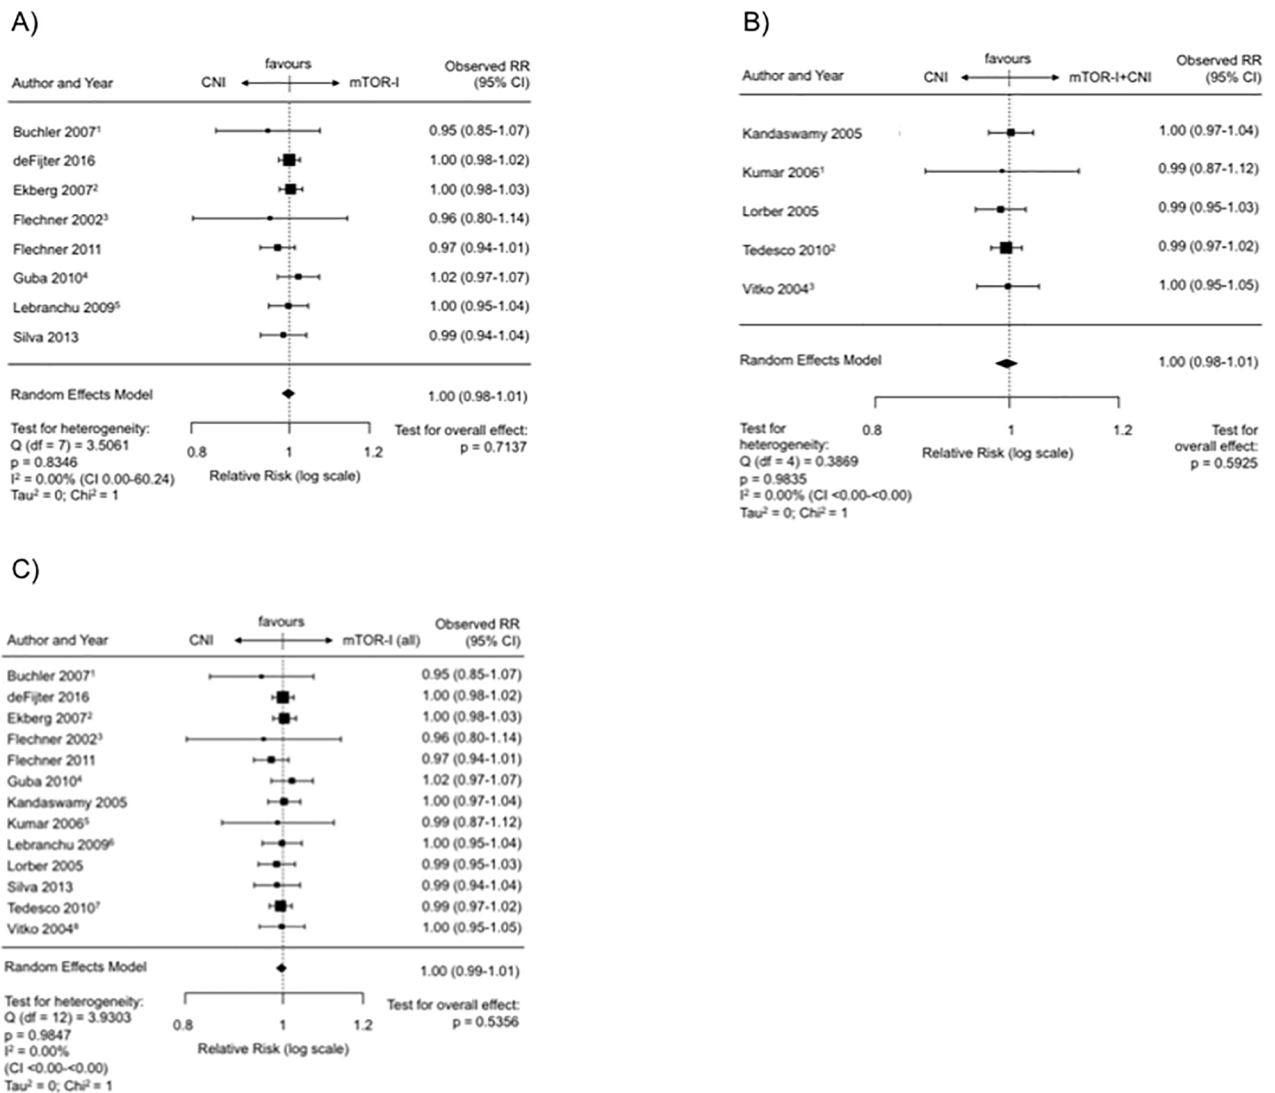 A)
favours
CNI mTOR-I
Author and Year
Observed RR
(95% CI)
Buchler 2007¹ 0.95 (0.85-1.07)
deFijter 2016 1.00 (0.98-1.02)
Ekberg 2007² 1.00 (0.98-1.03)
Flechner 2002³ 0.96 (0.80-1.14)
Flechner 2011 0.97 (0.94-1.01)
Guba 2010⁴ 1.02 (0.97-1.07)
Lebranchu 2009⁵ 1.00 (0.95-1.04)
Silva 2013 0.99 (0.94-1.04)
Random Effects Model 1.00 (0.98-1.01)
Test for heterogeneity:
Q (df = 7) = 3.5061
p = 0.8346
I² = 0.00% (CI 0.00-60.24)
Tau² = 0; Chi² = 1
0.8 1 1.2
Relative Risk (log scale)
Test for overall effect:
p = 0.7137
B)
favours
CNI mTOR-I+CNI
Author and Year
Observed RR
(95% CI)
Kandaswamy 2005 1.00 (0.97-1.04)
Kumar 2006¹ 0.99 (0.87-1.12)
Lorber 2005 0.99 (0.95-1.03)
Tedesco 2010² 0.99 (0.97-1.02)
Vitko 2004³ 1.00 (0.95-1.05)
Random Effects Model 1.00 (0.98-1.01)
Test for
heterogeneity:
Q (df = 4) = 0.3869
p = 0.9835
I² = 0.00% (CI <0.00-<0.00)
Tau² = 0; Chi² = 1
0.8 1 1.2
Relative Risk (log scale)
Test for
overall effect:
p = 0.5925
C)
favours
CNI mTOR-I (all)
Author and Year
Observed RR
(95% CI)
Buchler 2007¹ 0.95 (0.85-1.07)
deFijter 2016 1.00 (0.98-1.02)
Ekberg 2007² 1.00 (0.98-1.03)
Flechner 2002³ 0.96 (0.80-1.14)
Flechner 2011 0.97 (0.94-1.01)
Guba 2010⁴ 1.02 (0.97-1.07)
Kandaswamy 2005 1.00 (0.97-1.04)
Kumar 2006⁵ 0.99 (0.87-1.12)
Lebranchu 2009⁶ 1.00 (0.95-1.04)
Lorber 2005 0.99 (0.95-1.03)
Silva 2013 0.99 (0.94-1.04)
Tedesco 2010⁷ 0.99 (0.97-1.02)
Vitko 2004⁸ 1.00 (0.95-1.05)
Random Effects Model 1.00 (0.99-1.01)
Test for heterogeneity:
Q (df = 12) = 3.9303
p = 0.9847
I² = 0.00%
(CI <0.00-<0.00)
Tau² = 0; Chi² = 1
0.8 1 1.2
Relative Risk (log scale)
Test for overall effect:
p = 0.5356